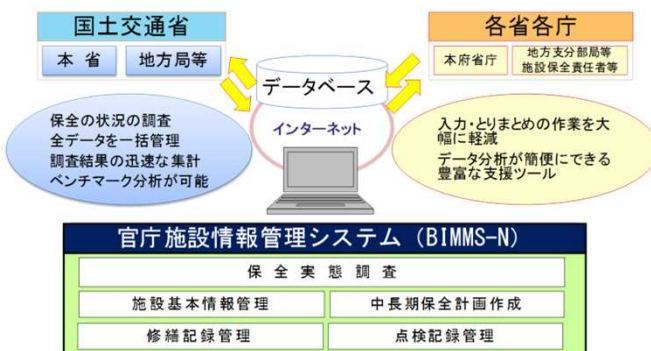 国土交通省
本 省
地方局等
各省各庁
本府省庁
地方支分部局等
施設保全責任者等
データベース
インターネット
保全の状況の調査
全データを一括管理
調査結果の迅速な集計
ベンチマーク分析が可能
入力・とりまとめの作業を大
幅に軽減
データ分析が簡便にできる
豊富な支援ツール
官庁施設情報管理システム（BIMMS-N）
保 全 実 態 調 査
施設基本情報管理
中長期保全計画作成
修繕記録管理
点検記録管理